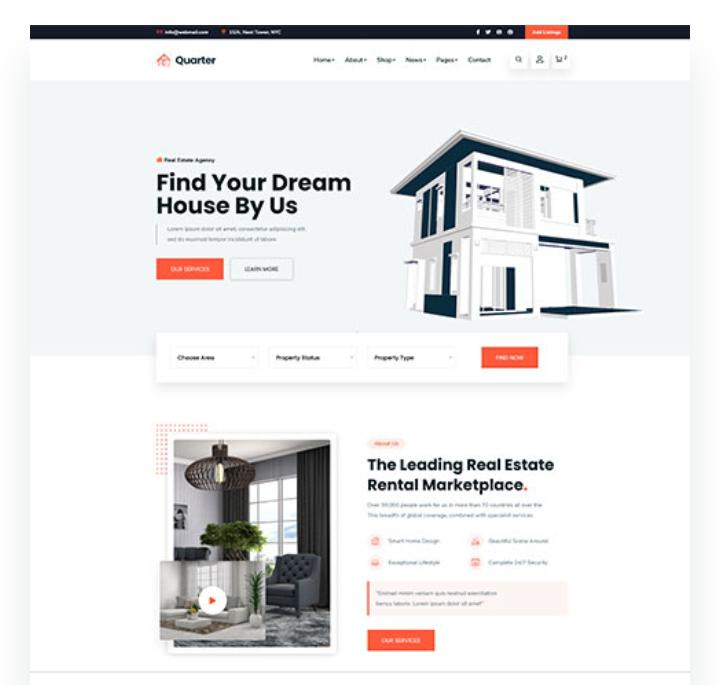 info@webmail.com
15/A, Nest Tower, NYC
Add Listings
Quarter
Home
About
Shop
News
Pages
Contact
2
Real Estate Agency
Find Your Dream
House By Us
Lorem ipsum dolor sit amet, consectetur adipiscing elit,
sed do eiusmod tempor incididunt ut labore.
OUR SERVICES
LEARN MORE
Choose Area
Property Status
Property Type
FIND NOW
About Us
The Leading Real Estate
Rental Marketplace.
Over 39,000 people work for us in more than 70 countries all over the
This breadth of global coverage, combined with specialist services
Smart Home Design
Beautiful Scene Around
Exceptional Lifestyle
Complete 24/7 Security
"Enimad minim veniam quis nostrud exercitation
laboris. Lorem ipsum dolor sit amet"
OUR SERVICES